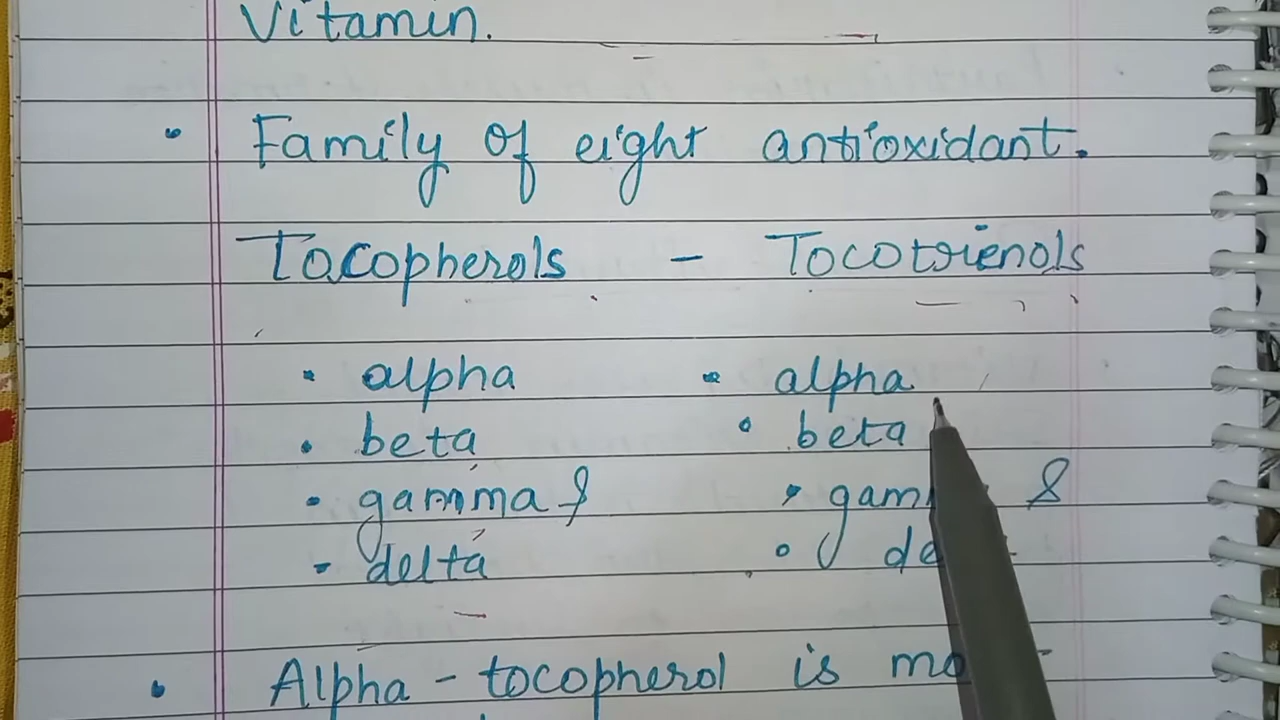 Vitamin.
• Family of eight antioxidant.
Tocopherols - Tocotrienols
• alpha • alpha
• beta • beta
• gamma & • gam &
• delta • de
• Alpha - tocopherol is mo